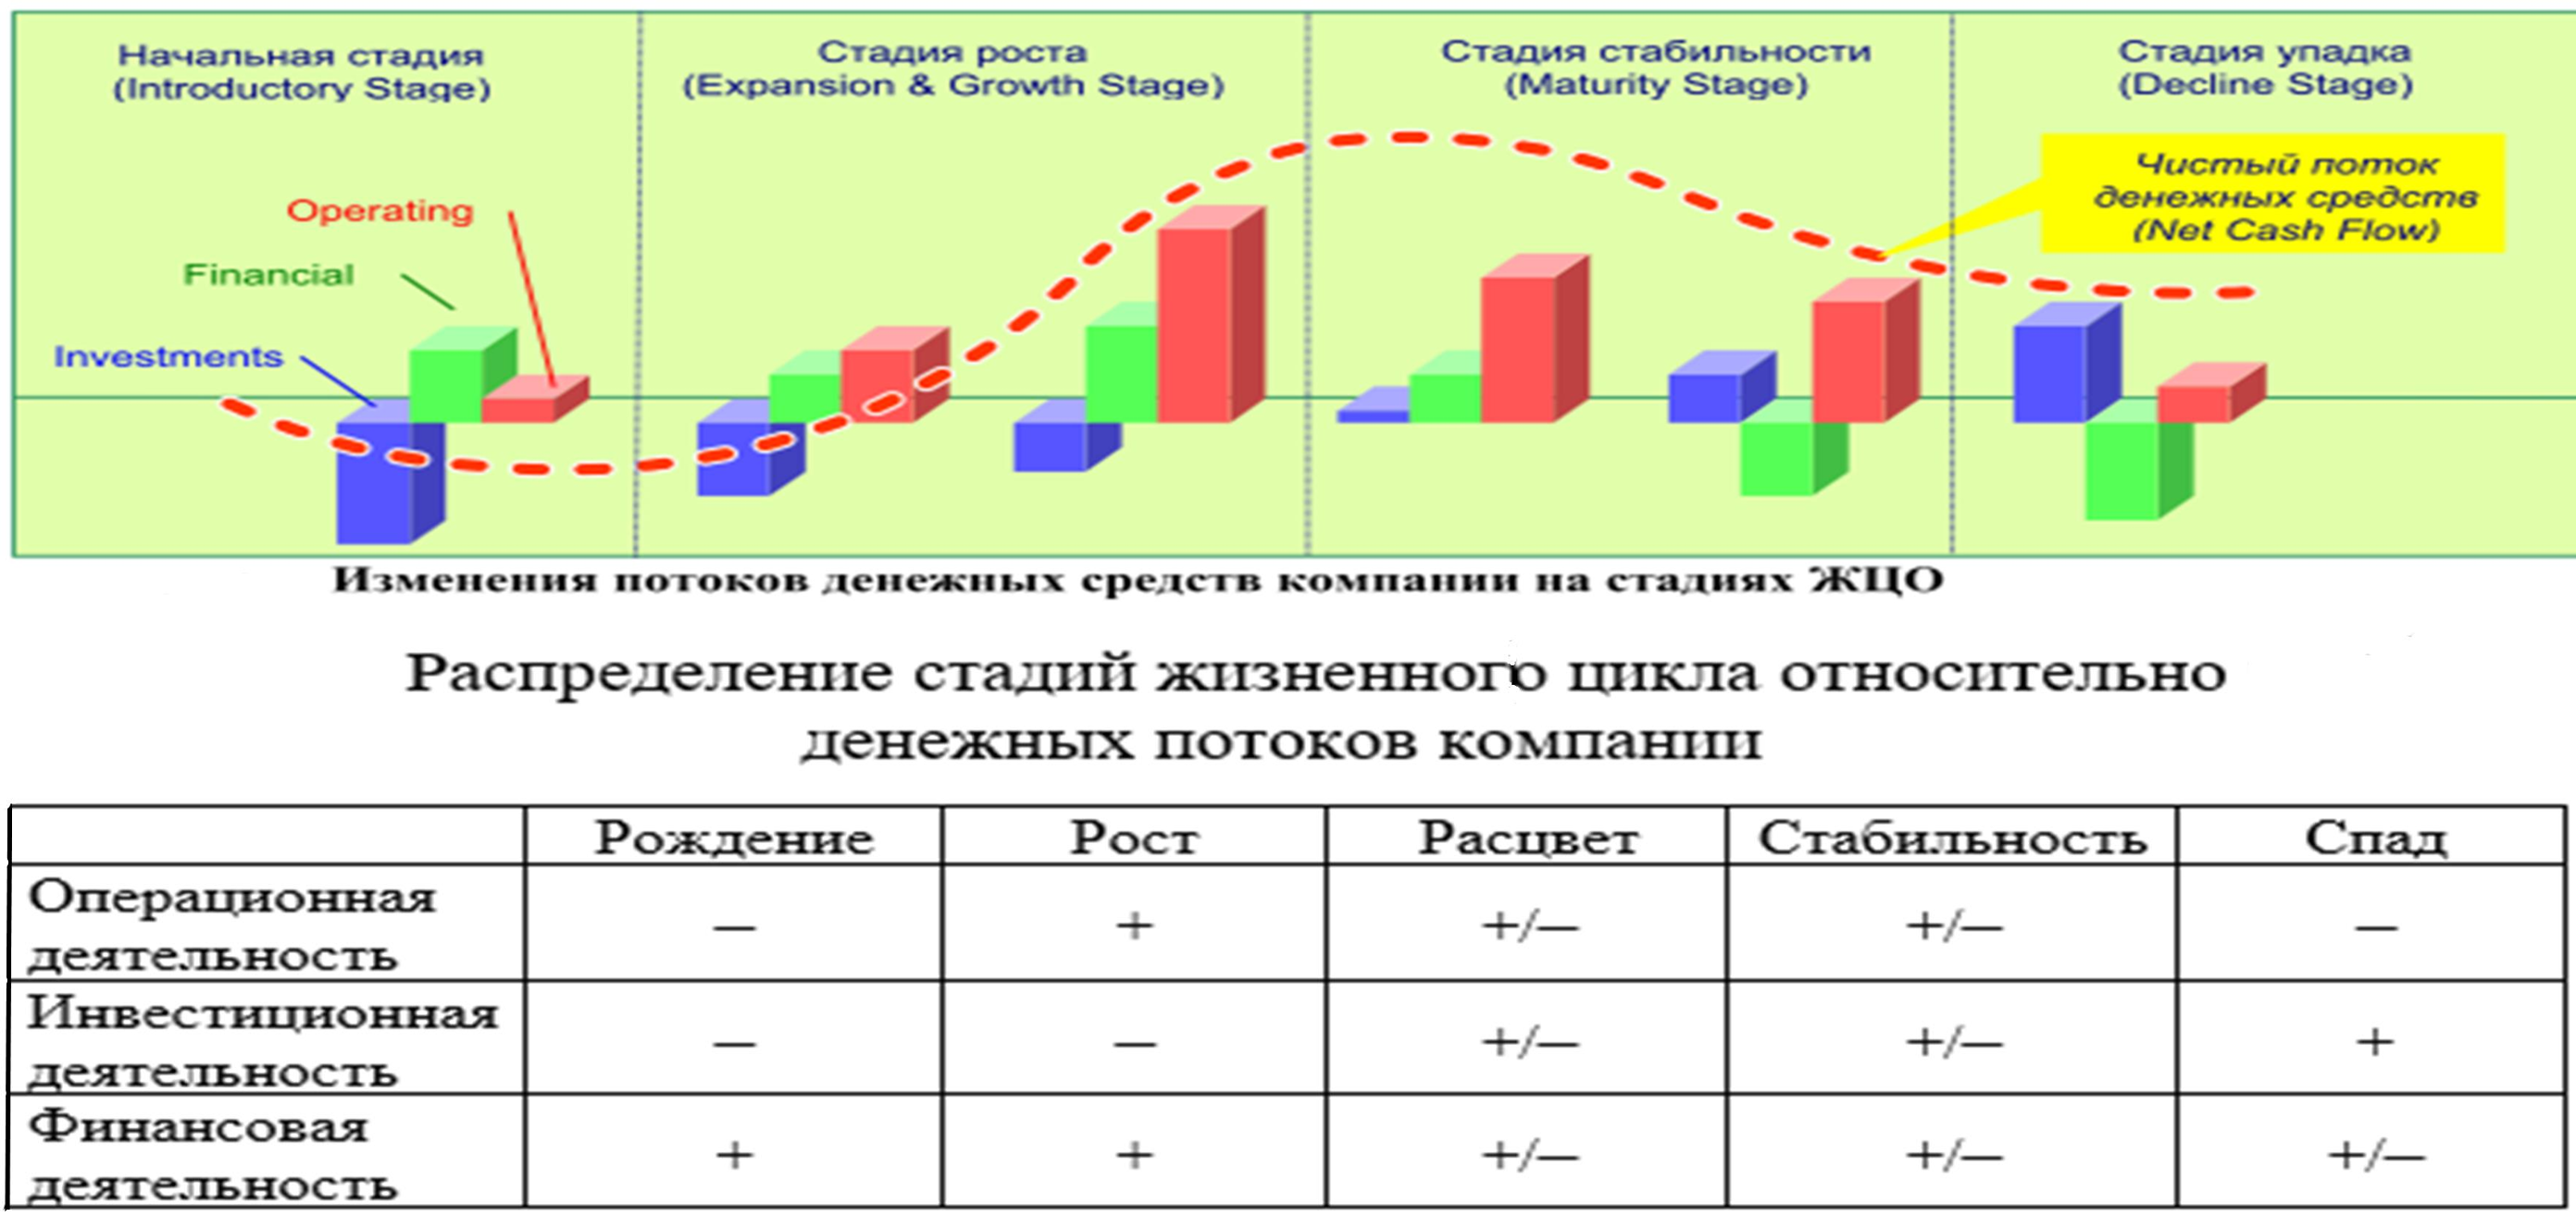 Начальная стадия
(Introductory Stage)
Стадия роста
(Expansion & Growth Stage)
Стадия стабильности
(Maturity Stage)
Стадия упадка
(Decline Stage)
Чистый поток
денежных средств
(Net Cash Flow)
Operating
Financial
Investments
Изменения потоков денежных средств компании на стадиях ЖЦО
Распределение стадий жизненного цикла относительно
денежных потоков компании
Рождение Рост Расцвет Стабильность Спад
Операционная
деятельность – + +/– +/– –
Инвестиционная
деятельность – – +/– +/– +
Финансовая
деятельность + + +/– +/– +/–